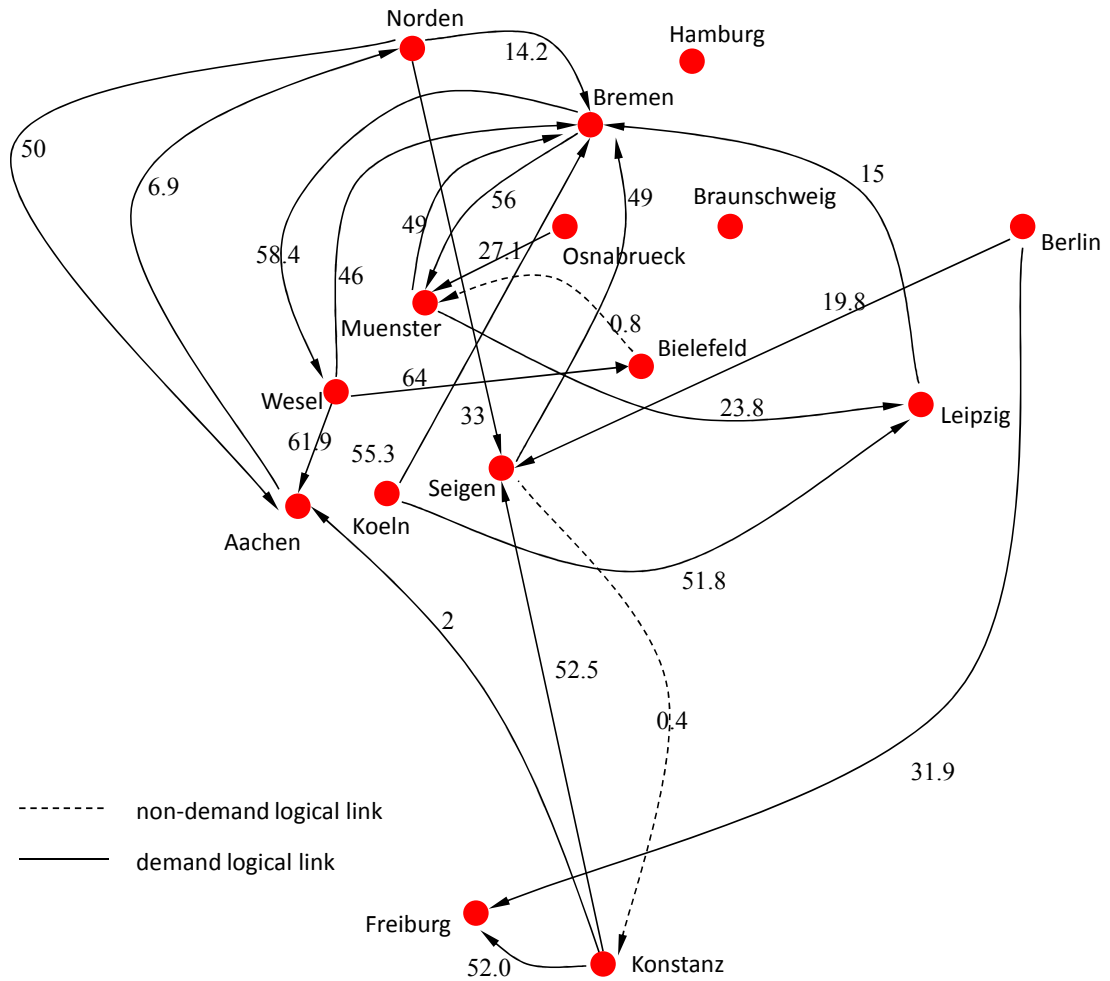 Norden
Hamburg
14.2
Bremen
50
6.9
15
56
49
Braunschweig
49
27.1
Osnabrueck
Berlin
58.4
46
19.8
Muenster
0.8
Bielefeld
64
Wesel
33
23.8
Leipzig
61.9
55.3
Seigen
Koeln
Aachen
51.8
2
52.5
0.4
31.9
non-demand logical link
demand logical link
Freiburg
52.0
Konstanz